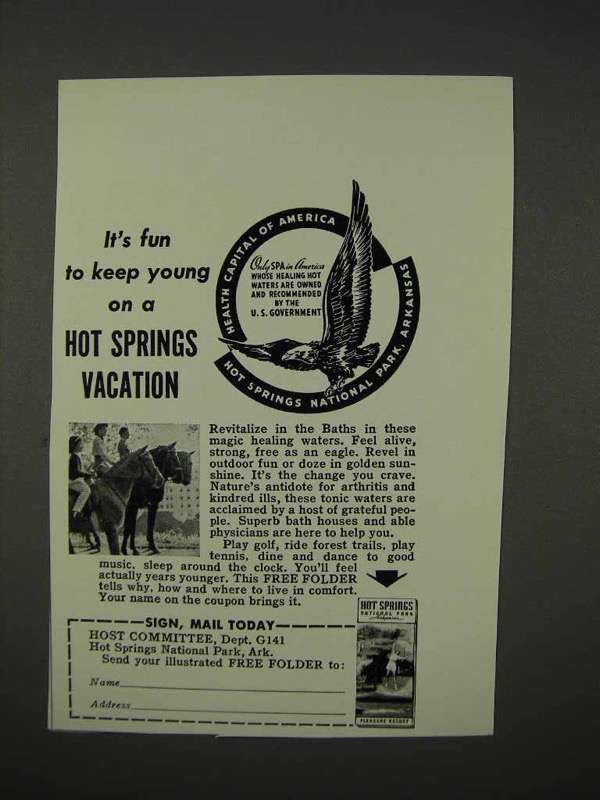 It's fun
to keep young
on a
HOT SPRINGS
VACATION
HEALTH CAPITAL OF AMERICA
Only SPA in America
WHOSE HEALING HOT
WATERS ARE OWNED
AND RECOMMENDED
BY THE
U. S. GOVERNMENT
HOT SPRINGS NATIONAL PARK, ARKANSAS
Revitalize in the Baths in these
magic healing waters. Feel alive,
strong, free as an eagle. Revel in
outdoor fun or doze in golden sun-
shine. It's the change you crave.
Nature's antidote for arthritis and
kindred ills, these tonic waters are
acclaimed by a host of grateful peo-
ple. Superb bath houses and able
physicians are here to help you.
Play golf, ride forest trails, play
tennis, dine and dance to good
music, sleep around the clock. You'll feel
actually years younger. This FREE FOLDER
tells why, how and where to live in comfort.
Your name on the coupon brings it.
SIGN, MAIL TODAY
HOST COMMITTEE, Dept. G141
Hot Springs National Park, Ark.
Send your illustrated FREE FOLDER to:
Name
Address
HOT SPRINGS
NATIONAL PARK
Arkansas
PLEASURE RESORT